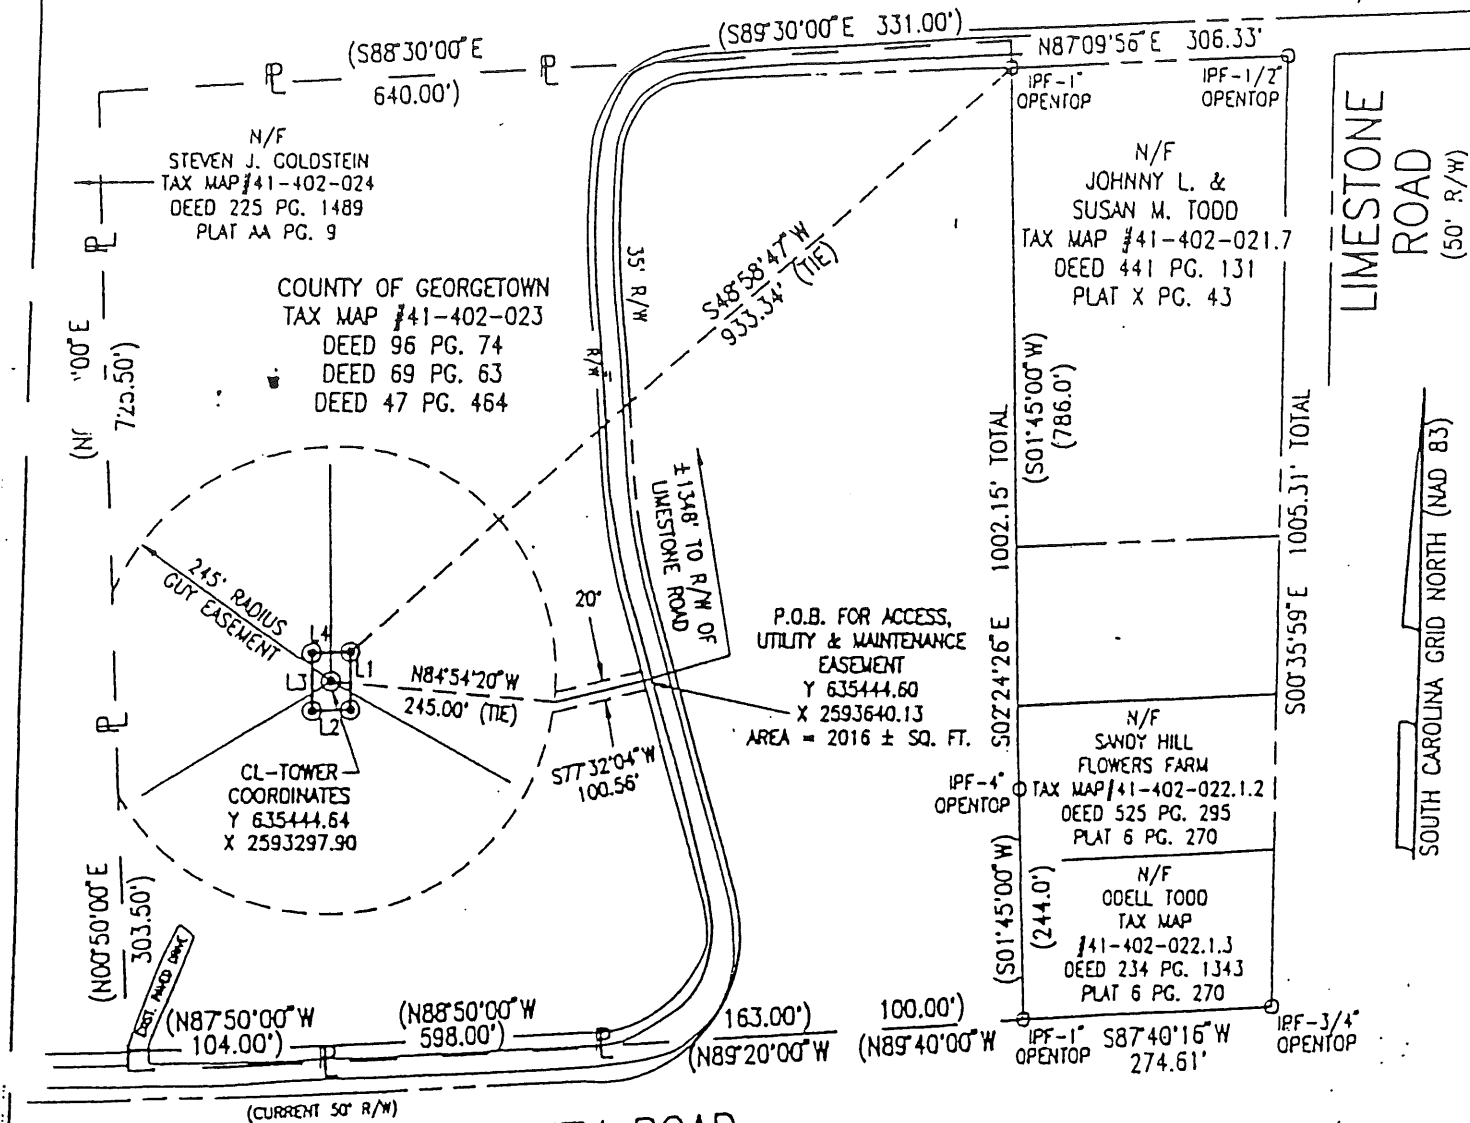 (S89°30'00"E 331.00')
(S88°30'00"E
640.00')
N87°09'56"E 306.33'
IPF-1"
OPENTOP
IPF-1/2"
OPENTOP
LIMESTONE
ROAD
(50' R/W)
N/F
STEVEN J. GOLDSTEIN
TAX MAP #41-402-024
DEED 225 PG. 1489
PLAT AA PG. 9
N/F
JOHNNY L. &
SUSAN M. TODD
TAX MAP #41-402-021.7
DEED 441 PG. 131
PLAT X PG. 43
COUNTY OF GEORGETOWN
TAX MAP #41-402-023
DEED 96 PG. 74
DEED 69 PG. 63
DEED 47 PG. 464
35' R/W
R/W
S48°58'47"W
933.34' (TIE)
"00"E
725.50')
(S01°45'00"W)
(786.0')
1002.15' TOTAL
S02°24'26"E
1005.31' TOTAL
S00°35'59"E
SOUTH CAROLINA GRID NORTH (NAD 83)
±1348' TO R/W OF
LIMESTONE ROAD
245' RADIUS
GUY EASEMENT
L4
L1
L3
L2
20'
N84°54'20"W
245.00' (TIE)
S77°32'04"W
100.56'
P.O.B. FOR ACCESS,
UTILITY & MAINTENANCE
EASEMENT
Y 635444.60
X 2593640.13
AREA = 2016 ± SQ. FT.
CL-TOWER
COORDINATES
Y 635444.64
X 2593297.90
IPF-4"
OPENTOP
N/F
SANDY HILL
FLOWERS FARM
TAX MAP #41-402-022.1.2
DEED 525 PG. 295
PLAT 6 PG. 270
N/F
ODELL TODD
TAX MAP
#41-402-022.1.3
DEED 234 PG. 1343
PLAT 6 PG. 270
(S01°45'00"W)
(244.0')
(N00°50'00"E
303.50')
EXIST. PAVED DRIVE
(N87°50'00"W
104.00')
(N88°50'00"W
598.00')
163.00')
(N89°20'00"W
100.00')
(N89°40'00"W
IPF-1"
OPENTOP
S87°40'16"W
274.61'
IPF-3/4"
OPENTOP
(CURRENT 50' R/W)
ROAD